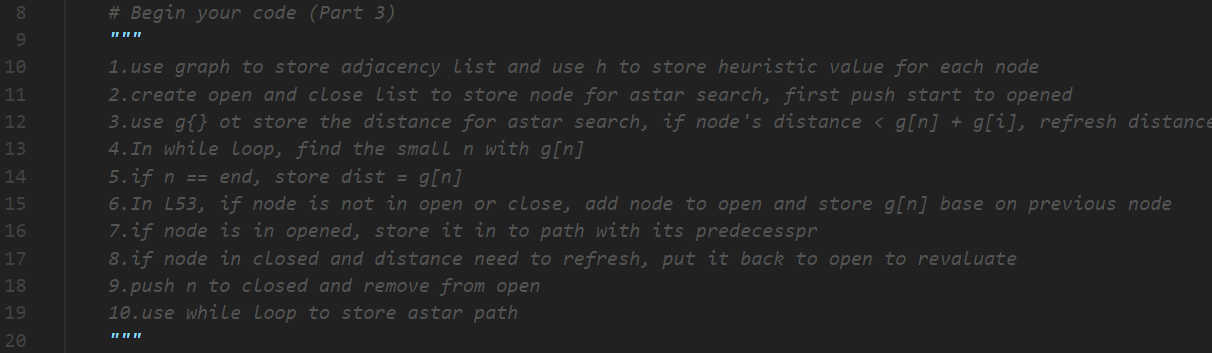 8 # Begin your code (Part 3)
9 """
10 1.use graph to store adjacency list and use h to store heuristic value for each node
11 2.create open and close list to store node for astar search, first push start to opened
12 3.use g{} ot store the distance for astar search, if node's distance < g[n] + g[i], refresh distance
13 4.In while loop, find the small n with g[n]
14 5.if n == end, store dist = g[n]
15 6.In L53, if node is not in open or close, add node to open and store g[n] base on previous node
16 7.if node is in opened, store it in to path with its predecesspr
17 8.if node in closed and distance need to refresh, put it back to open to revaluate
18 9.push n to closed and remove from open
19 10.use while loop to store astar path
20 """